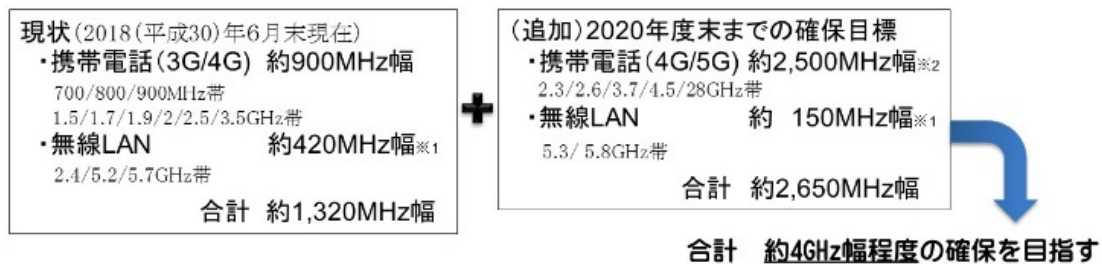 現状(2018(平成30)年6月末現在)
・携帯電話(3G/4G) 約900MHz幅
700/800/900MHz帯
1.5/1.7/1.9/2/2.5/3.5GHz帯
・無線LAN 約420MHz幅※1
2.4/5.2/5.7GHz帯
合計 約1,320MHz幅
(追加)2020年度末までの確保目標
・携帯電話(4G/5G) 約2,500MHz幅※2
2.3/2.6/3.7/4.5/28GHz帯
・無線LAN 約 150MHz幅※1
5.3/ 5.8GHz帯
合計 約2,650MHz幅
合計 約4GHz幅程度の確保を目指す